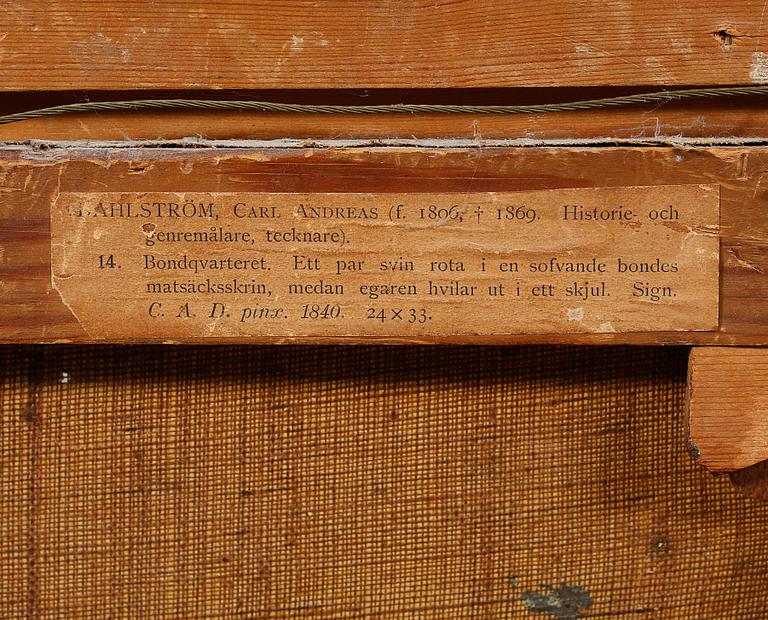 DAHLSTRÖM, CARL ANDREAS (f. 1806, † 1869. Historie- och
genremålare, tecknare).
14. Bondqvarteret. Ett par svin rota i en sofvande bondes
matsäcksskrin, medan egaren hvilar ut i ett skjul. Sign.
C. A. D. pinx. 1840. 24×33.